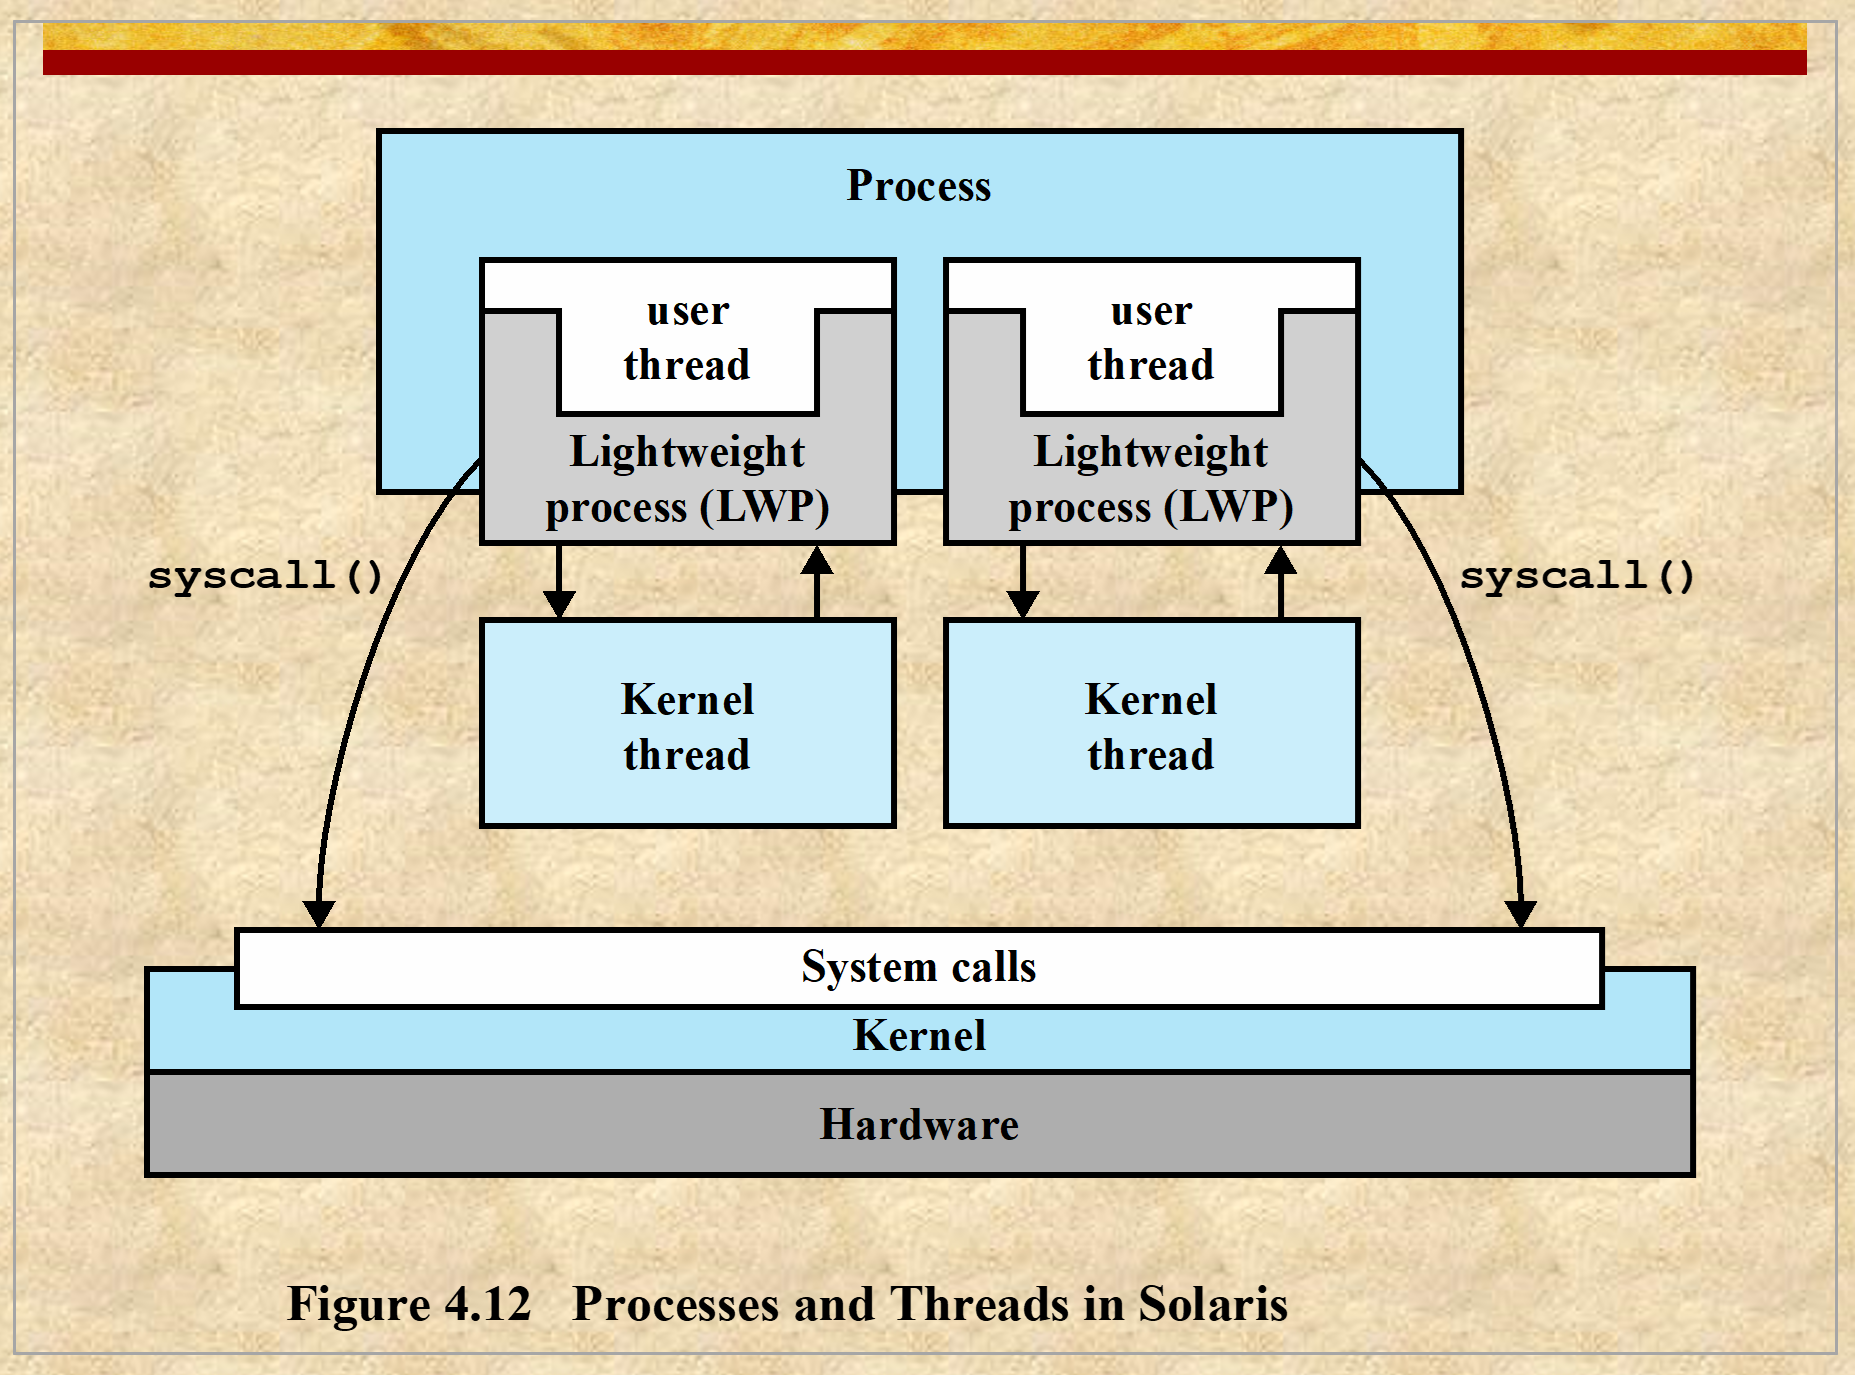 Process
user
thread
user
thread
Lightweight
process (LWP)
Lightweight
process (LWP)
syscall()
syscall()
Kernel
thread
Kernel
thread
System calls
Kernel
Hardware
Figure 4.12 Processes and Threads in Solaris